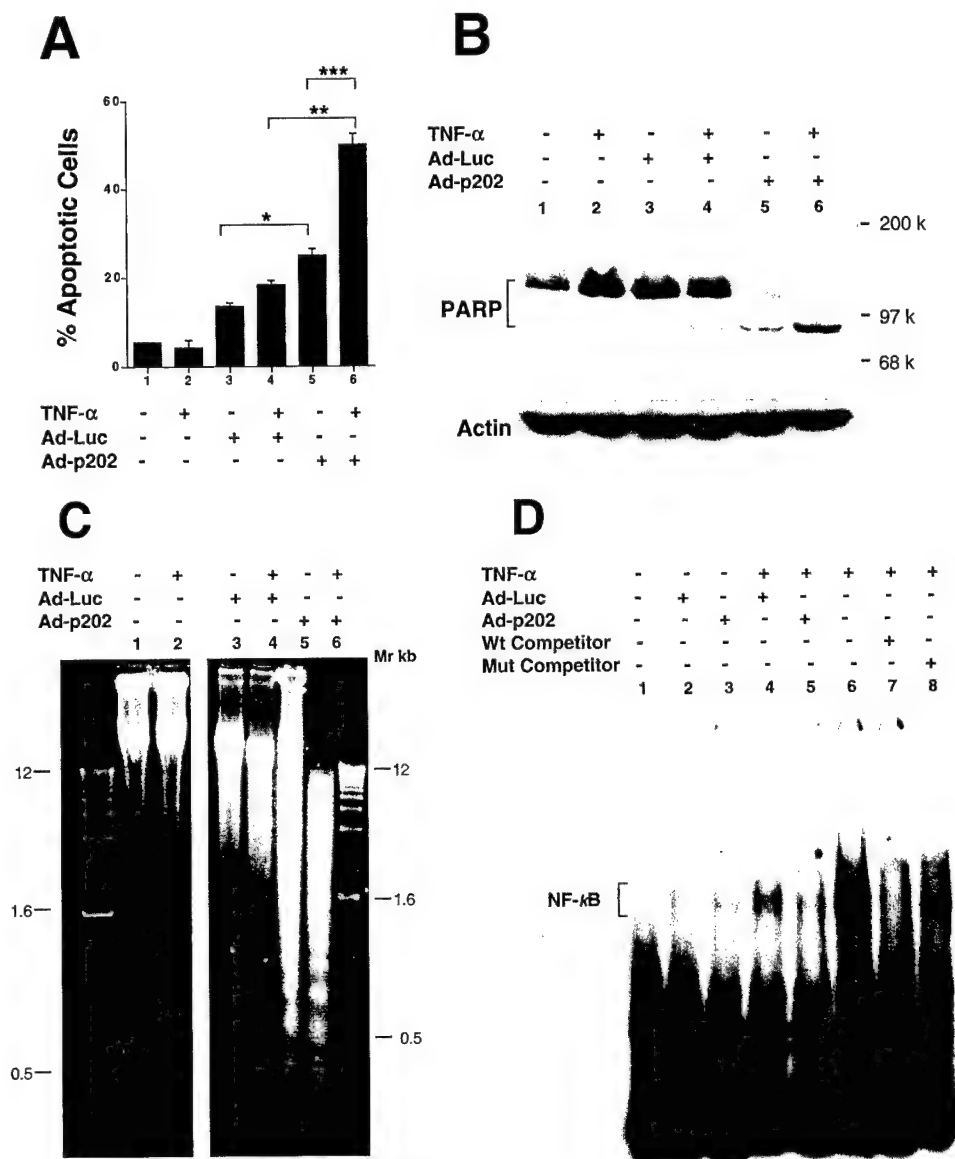 A
***
**
*
60
40
20
0
% Apoptotic Cells
1 2 3 4 5 6
TNF-α - + - + - +
Ad-Luc - - + + - -
Ad-p202 - - - - + +
B
TNF-α - + - + - +
Ad-Luc - - + + - -
Ad-p202 - - - - + +
1 2 3 4 5 6
- 200 k
PARP
- 97 k
- 68 k
Actin
C
TNF-α - + - + - +
Ad-Luc - - + + - -
Ad-p202 - - - - + +
1 2 3 4 5 6
Mr kb
12
12
1.6
1.6
0.5
0.5
D
TNF-α - - - + + + + +
Ad-Luc - + - + - - - -
Ad-p202 - - + - + - - -
Wt Competitor - - - - - - + -
Mut Competitor - - - - - - - +
1 2 3 4 5 6 7 8
NF-kB